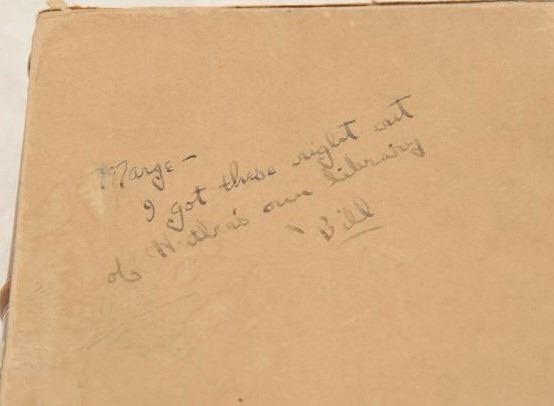 Marge -
I got these right out
of Hitler's own library
Bill